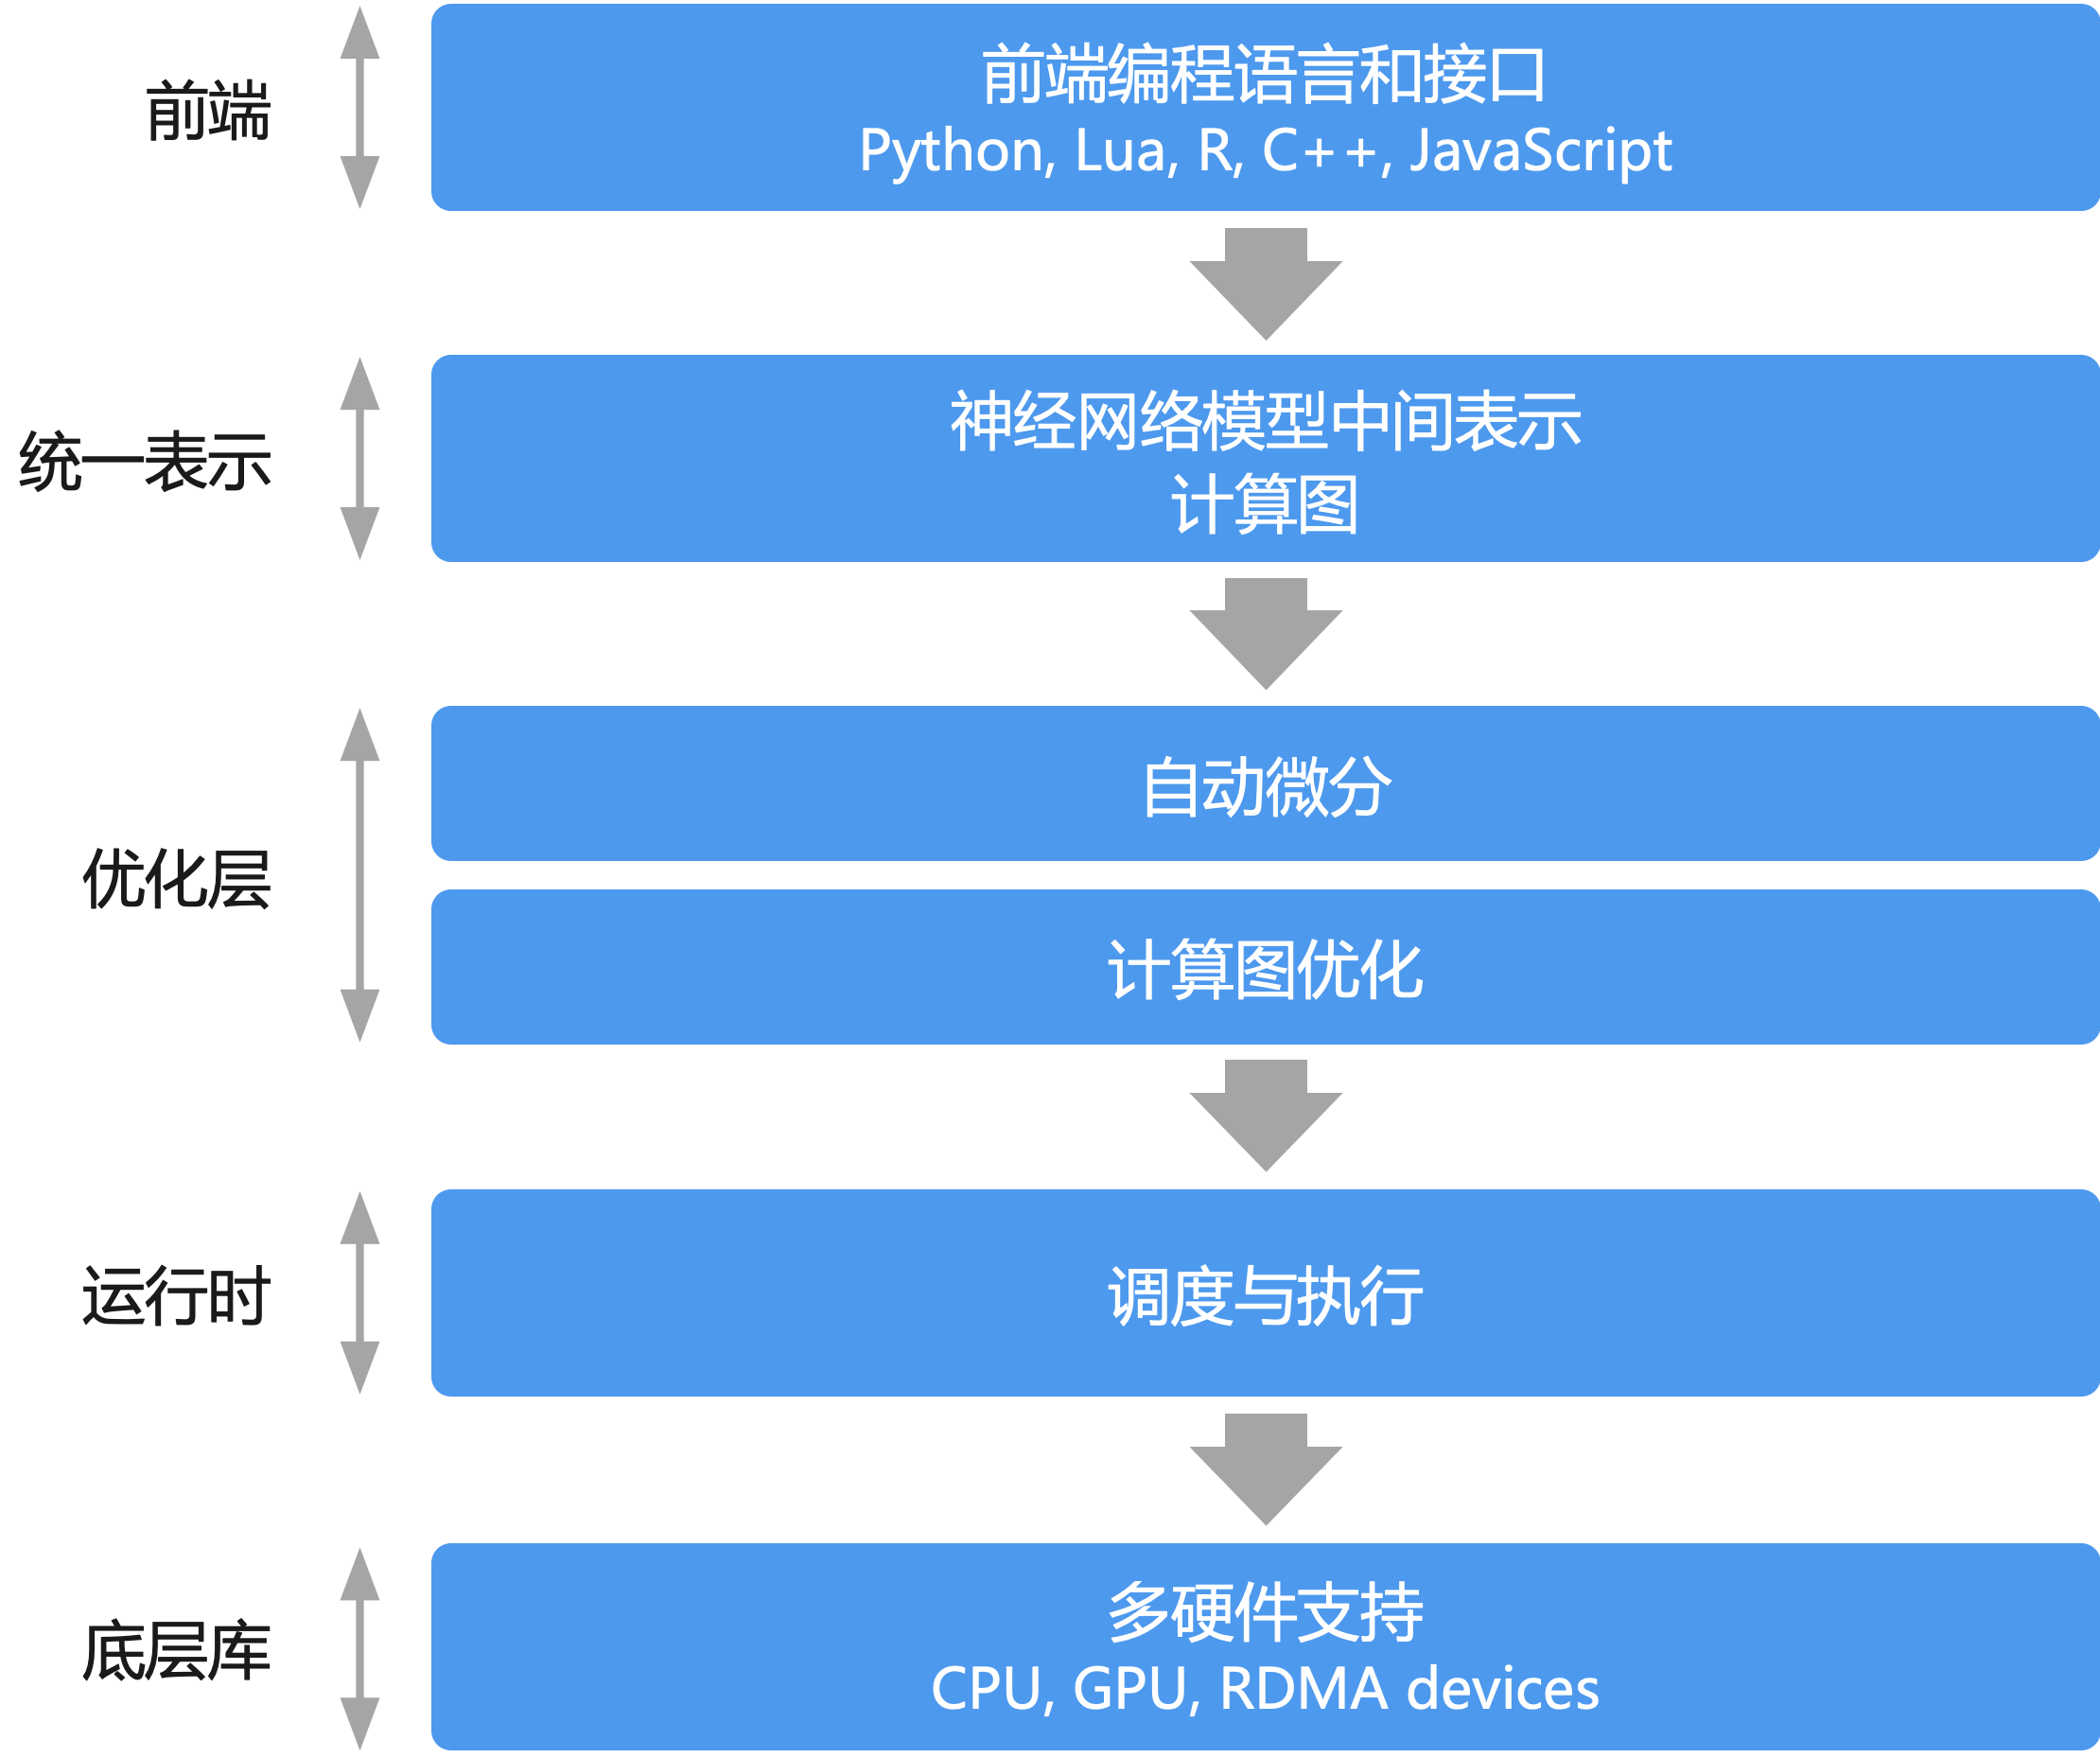 前端
前端编程语言和接口
Python, Lua, R, C++, JavaScript
统一表示
神经网络模型中间表示
计算图
优化层
自动微分
计算图优化
运行时
调度与执行
底层库
多硬件支持
CPU, GPU, RDMA devices